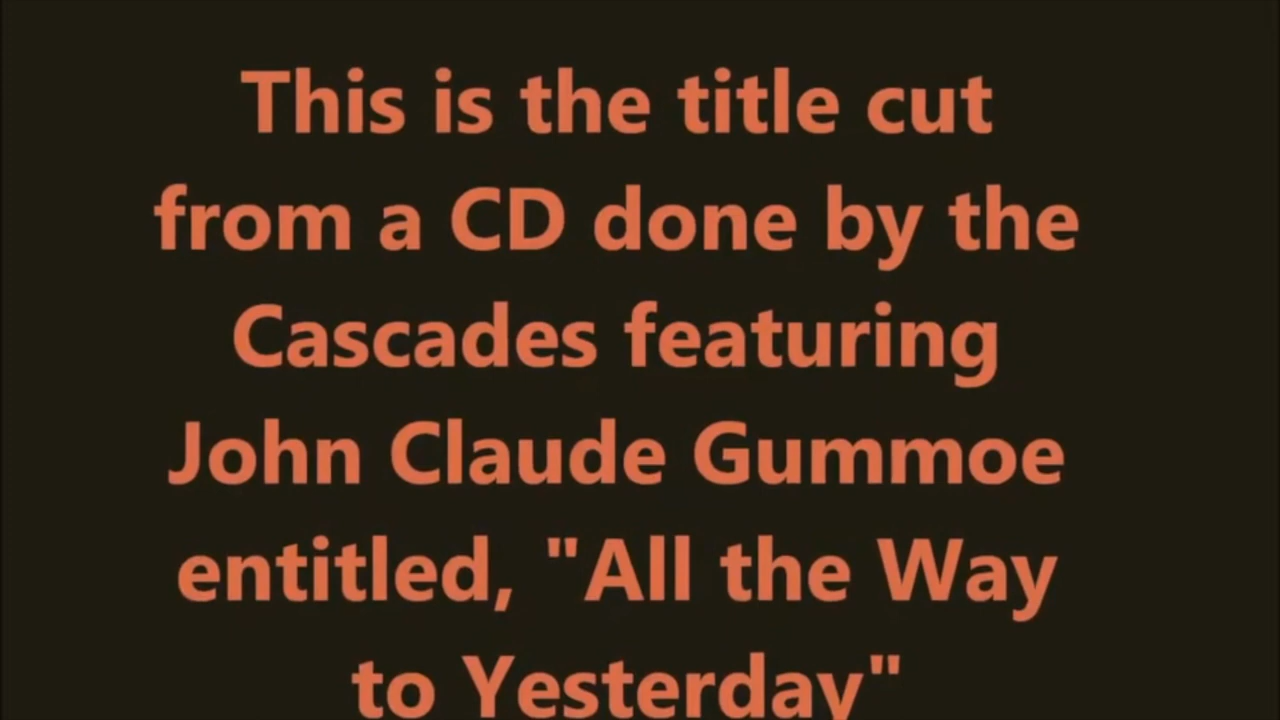 This is the title cut
from a CD done by the
Cascades featuring
John Claude Gummoe
entitled, "All the Way
to Yesterday"